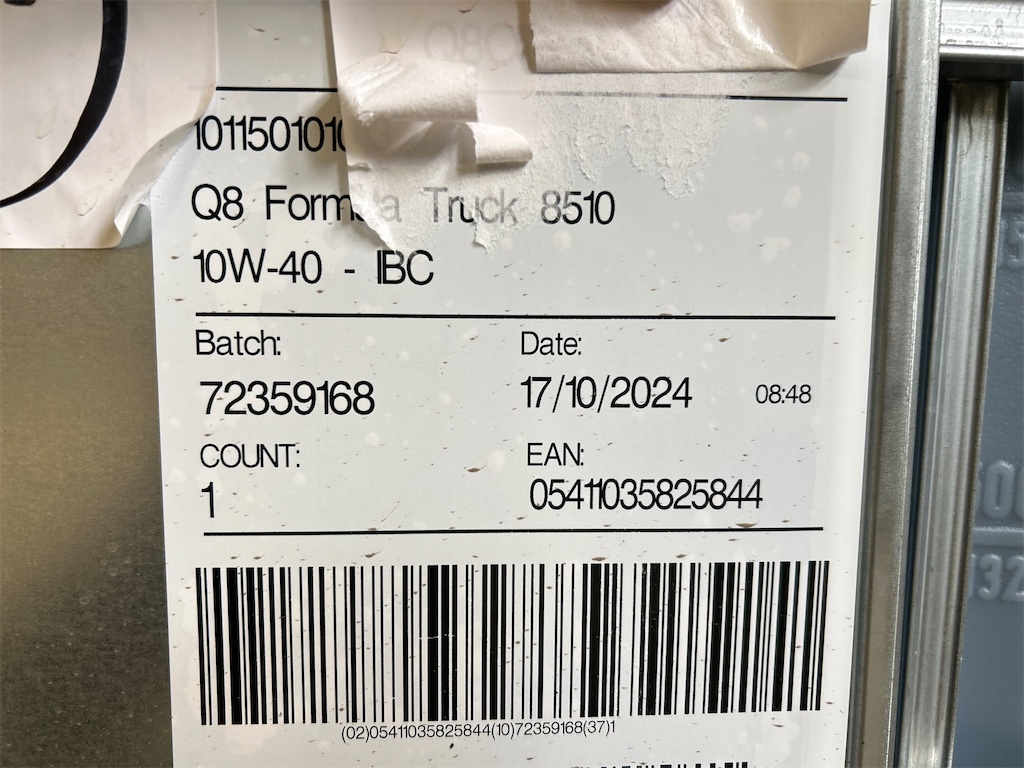 Q8 Formula Truck 8510
10W-40 - IBC
Batch: Date:
72359168 17/10/2024 08:48
COUNT: EAN:
1 05411035825844
(02)05411035825844(10)72359168(37)1